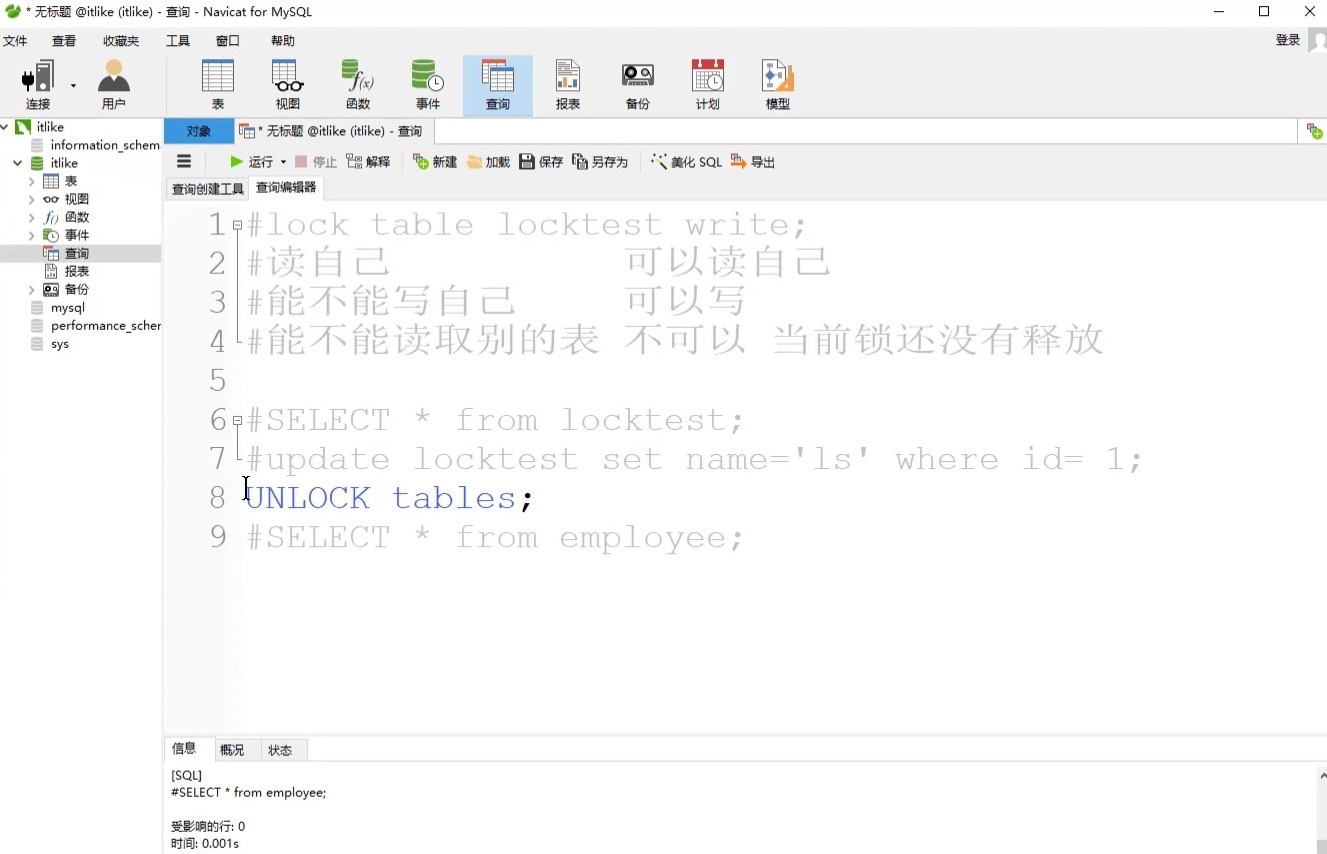 * 无标题 @itlike (itlike) - 查询 - Navicat for MySQL
文件 查看 收藏夹 工具 窗口 帮助 登录
连接 用户 表 视图 函数 事件 查询 报表 备份 计划 模型
对象 * 无标题 @itlike (itlike) - 查询
运行 停止 解释 新建 加载 保存 另存为 美化 SQL 导出
查询创建工具 查询编辑器
itlike
information_schem
itlike
表
视图
函数
事件
查询
报表
备份
mysql
performance_scher
sys
1 #lock table locktest write;
2 #读自己 可以读自己
3 #能不能写自己 可以写
4 #能不能读取别的表 不可以 当前锁还没有释放
5
6 #SELECT * from locktest;
7 #update locktest set name='ls' where id= 1;
8 UNLOCK tables;
9 #SELECT * from employee;
信息 概况 状态
[SQL]
#SELECT * from employee;
受影响的行: 0
时间: 0.001s